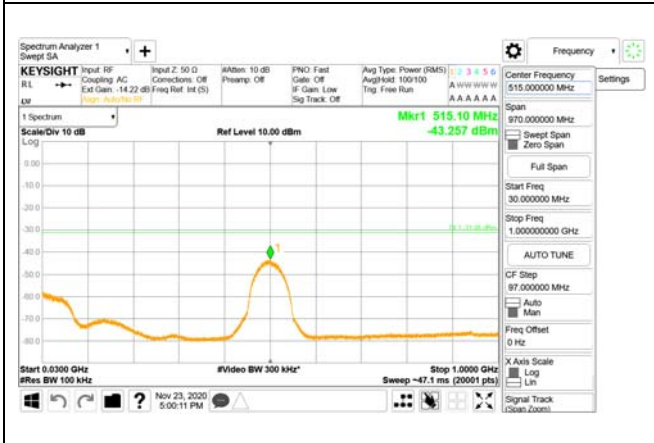 Spectrum Analyzer 1
Swept SA
+
Frequency
KEYSIGHT
Input: RF
Coupling: AC
Ext Gain: -14.22 dB
Align: Auto/No RF
Input Z: 50 Ω
Corrections: Off
Freq Ref: Int (S)
#Atten: 10 dB
Preamp: Off
PNO: Fast
Gate: Off
IF Gain: Low
Sig Track: Off
Avg Type: Power (RMS)
Avg|Hold: 100/100
Trig: Free Run
1 2 3 4 5 6
A W W W W W
A A A A A A
RL
1 Spectrum
Scale/Div 10 dB
Log
Ref Level 10.00 dBm
Mkr1 515.10 MHz
-43.257 dBm
0.00
-10.0
-20.0
-30.0
-40.0
-50.0
-60.0
-70.0
-80.0
1
Start 0.0300 GHz
#Res BW 100 kHz
#Video BW 300 kHz*
Stop 1.0000 GHz
Sweep ~47.1 ms (20001 pts)
?
Nov 23, 2020
5:00:11 PM
Center Frequency
515.000000 MHz
Settings
Span
970.000000 MHz
Swept Span
Zero Span
Full Span
Start Freq
30.000000 MHz
Stop Freq
1.000000000 GHz
AUTO TUNE
CF Step
97.000000 MHz
Auto
Man
Freq Offset
0 Hz
X Axis Scale
Log
Lin
Signal Track
(Span Zoom)